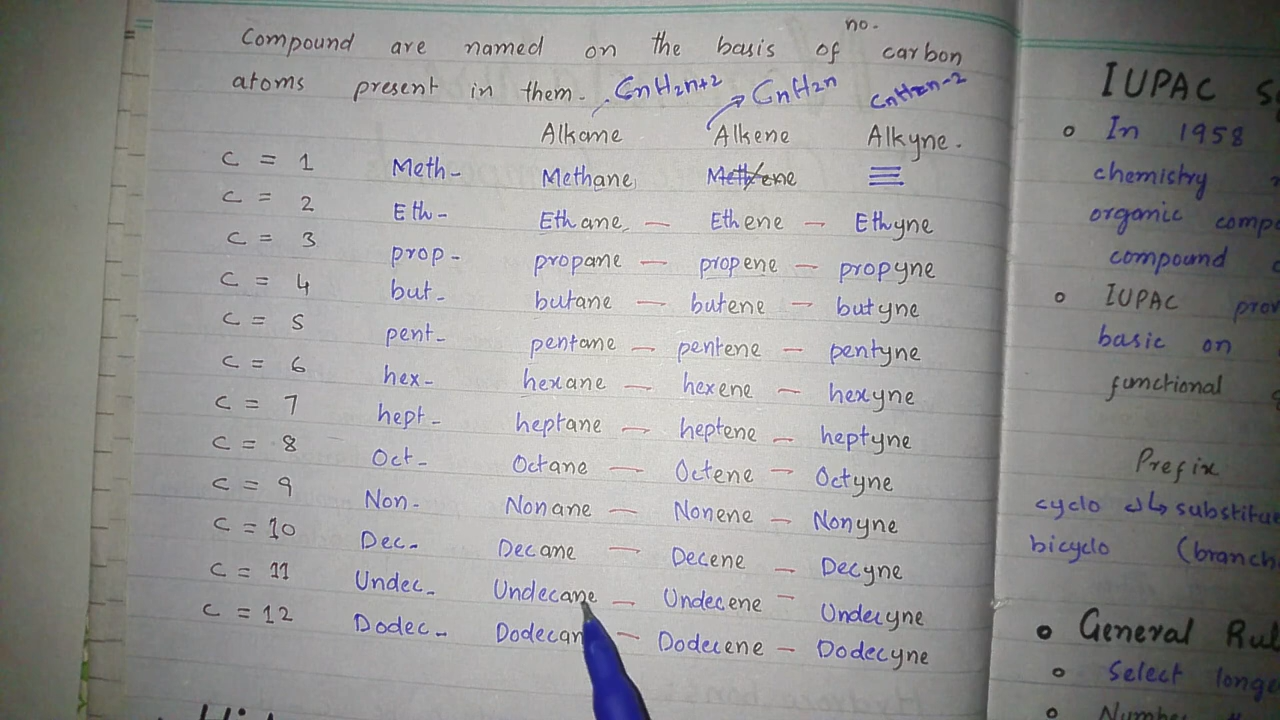 Compound are named on the basis of no. carbon
atoms present in them. CnH2n+2 CnH2n CnH2n-2
Alkane Alkene Alkyne.
C = 1 Meth- Methane Methene
C = 2 Eth- Ethane — Ethene — Ethyne
C = 3 prop- propane — propene — propyne
C = 4 but- butane — butene — butyne
C = 5 pent- pentane — pentene — pentyne
C = 6 hex- hexane — hexene — hexyne
C = 7 hept- heptane — heptene — heptyne
C = 8 Oct- Octane — Octene — Octyne
C = 9 Non- Nonane — Nonene — Nonyne
C = 10 Dec- Decane — Decene — Decyne
C = 11 Undec- Undecane — Undecene — Undecyne
C = 12 Dodec- Dodecan — Dodecene — Dodecyne
IUPAC
In 1958
chemistry
organic comp
compound
IUPAC prov
basic on
functional
Prefix
cyclo substitue
bicyclo (branch
General Rul
Select longe
Number